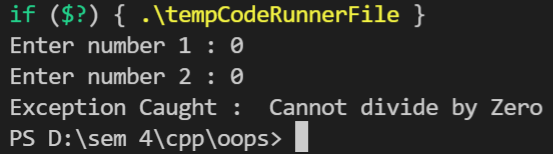 if ($?) { .\tempCodeRunnerFile }
Enter number 1 : 0
Enter number 2 : 0
Exception Caught :  Cannot divide by Zero
PS D:\sem 4\cpp\oops>